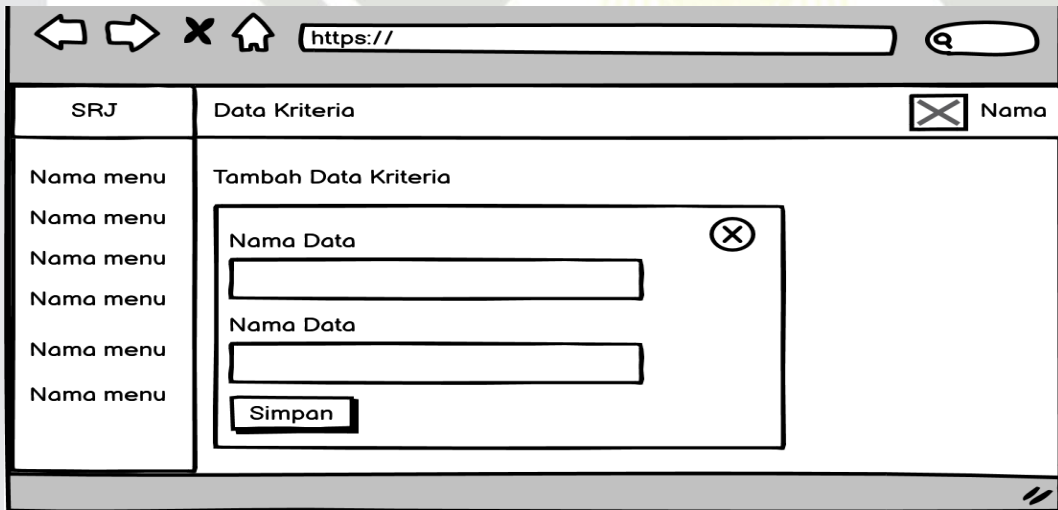 https://
SRJ
Data Kriteria
Nama
Nama menu
Nama menu
Nama menu
Nama menu
Nama menu
Nama menu
Tambah Data Kriteria
Nama Data
Nama Data
Simpan